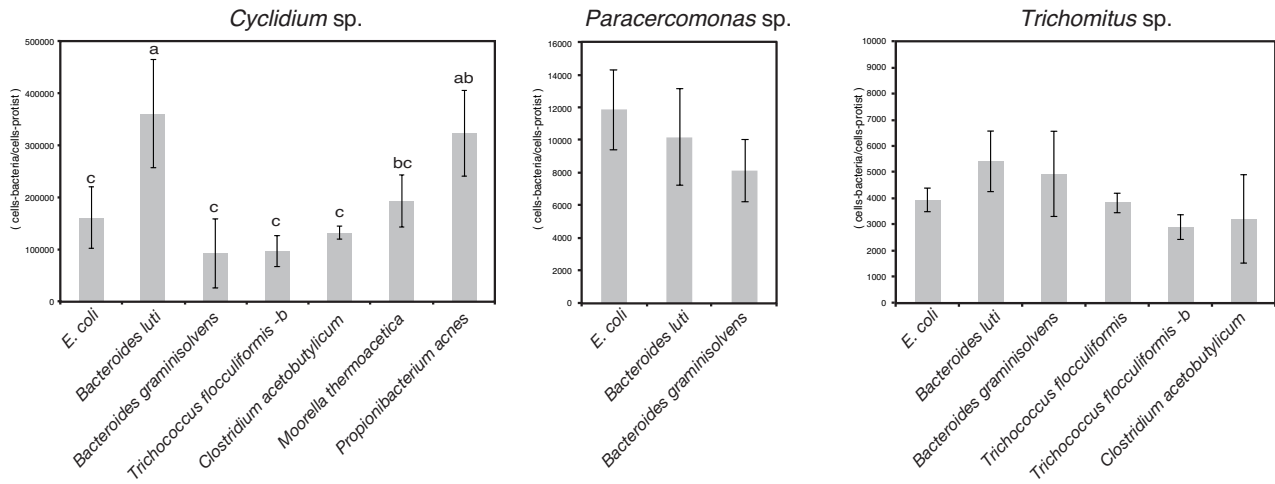 Cyclidium sp.
( cells-bacteria/cells-protist)
500000
400000
300000
200000
100000
0
c
a
c
c
c
bc
ab
E. coli
Bacteroides luti
Bacteroides graminisolvens
Trichococcus flocculiformis -b
Clostridium acetobutylicum
Moorella thermoacetica
Propionibacterium acnes
Paracercomonas sp.
( cells-bacteria/cells-protist)
16000
14000
12000
10000
8000
6000
4000
2000
0
E. coli
Bacteroides luti
Bacteroides graminisolvens
Trichomitus sp.
( cells-bacteria/cells-protist)
10000
9000
8000
7000
6000
5000
4000
3000
2000
1000
0
E. coli
Bacteroides luti
Bacteroides graminisolvens
Trichococcus flocculiformis
Trichococcus flocculiformis -b
Clostridium acetobutylicum